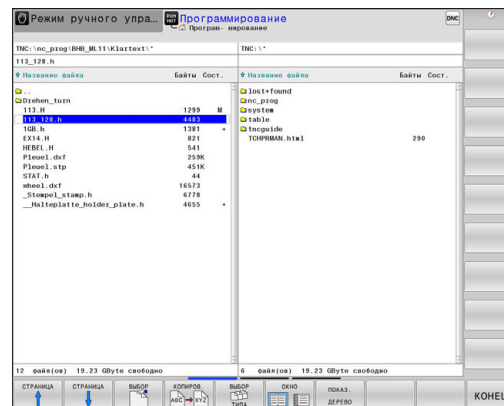 Режим ручного упра...
PGM MGT
Программирование
Програм- мирование
DNC
TNC:\nc_prog\BHB_ML11\Klartext\*
113_128.h
Название файла Байты Сост.
..
Drehen_turn
113.H 1299 M
113_128.h 4483
1GB.h 1381 +
EX14.H 821
HEBEL.H 541
Pleuel.dxf 259K
Pleuel.stp 451K
STAT.h 44
wheel.dxf 16573
_Stempel_stamp.h 6778
__Halteplatte_holder_plate.h 4655 +
12 файл(ов) 19.23 GByte свободно
TNC:\*
Название файла Байты Сост.
lost+found
nc_prog
system
table
tncguide
TCHPRMAN.html 290
6 файл(ов) 19.23 GByte свободно
СТРАНИЦА
СТРАНИЦА
ВЫБОР
КОПИРОВ.
ABC XYZ
ВЫБОР
ТИПА
ОКНО
ПОКАЗ.
ДЕРЕВО
КОНЕЦ